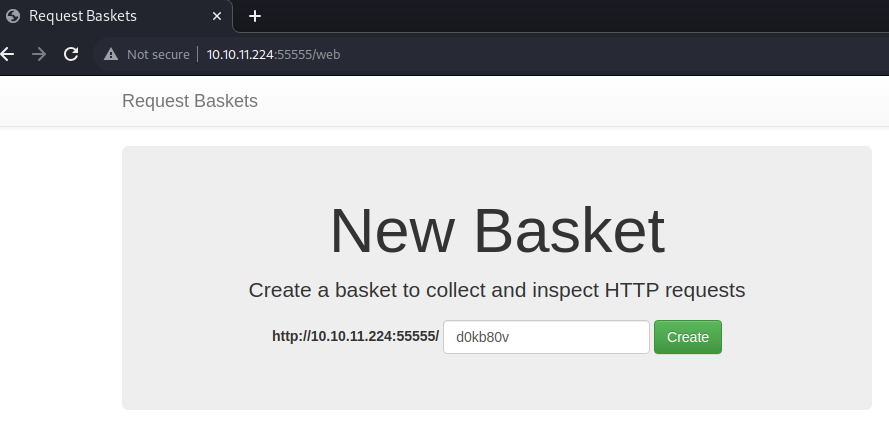 Request Baskets
Not secure 10.10.11.224:55555/web
Request Baskets
New Basket
Create a basket to collect and inspect HTTP requests
http://10.10.11.224:55555/ d0kb80v Create